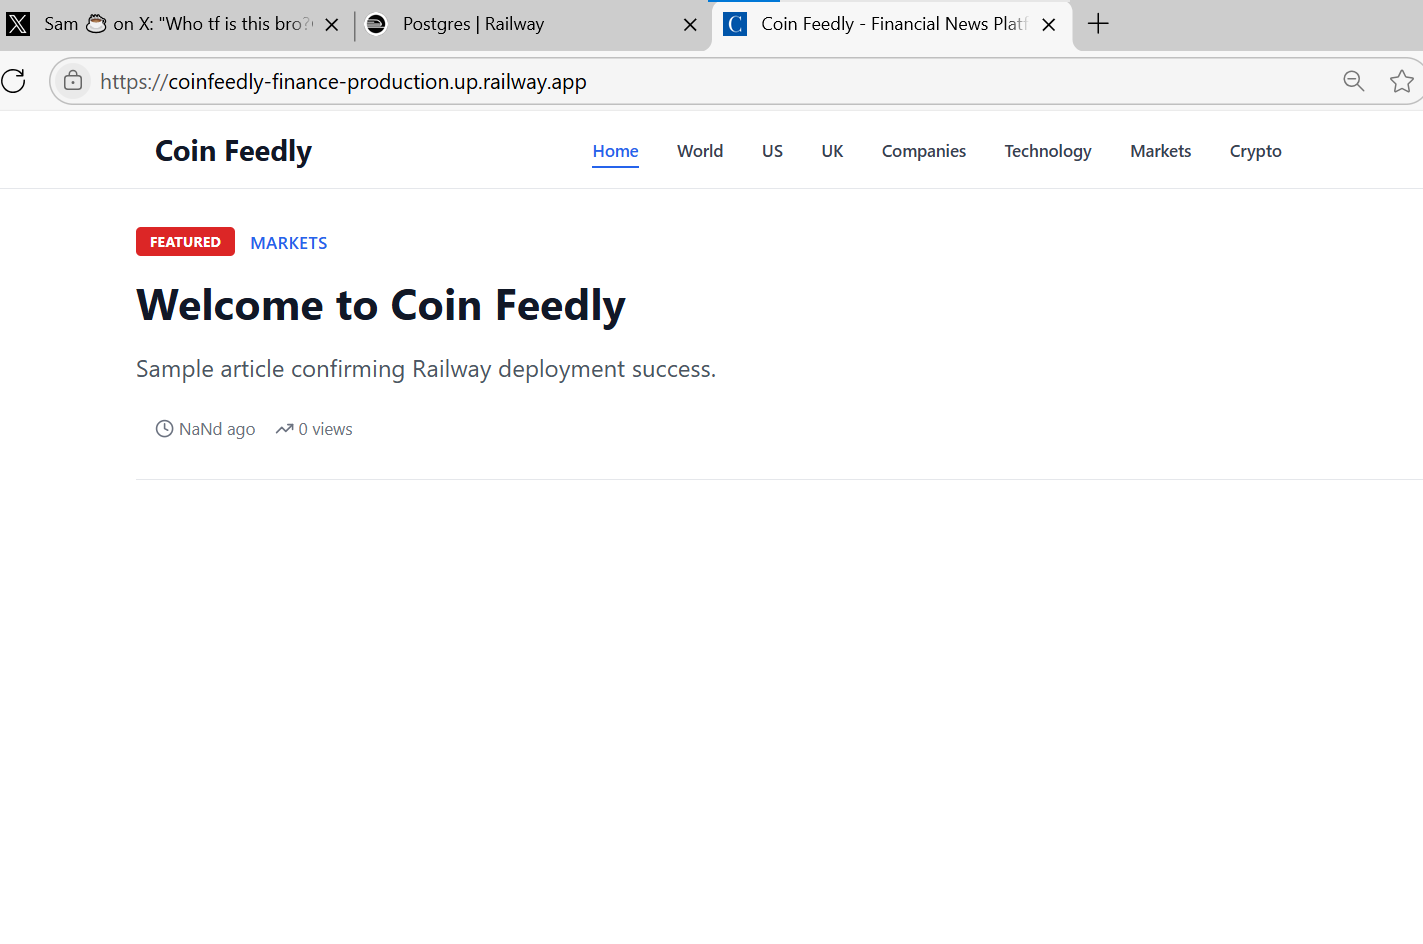 Sam ☕ on X: "Who tf is this bro?
Postgres | Railway
Coin Feedly - Financial News Platf
https://coinfeedly-finance-production.up.railway.app
Coin Feedly
Home
World
US
UK
Companies
Technology
Markets
Crypto
FEATURED
MARKETS
Welcome to Coin Feedly
Sample article confirming Railway deployment success.
NaNd ago
0 views